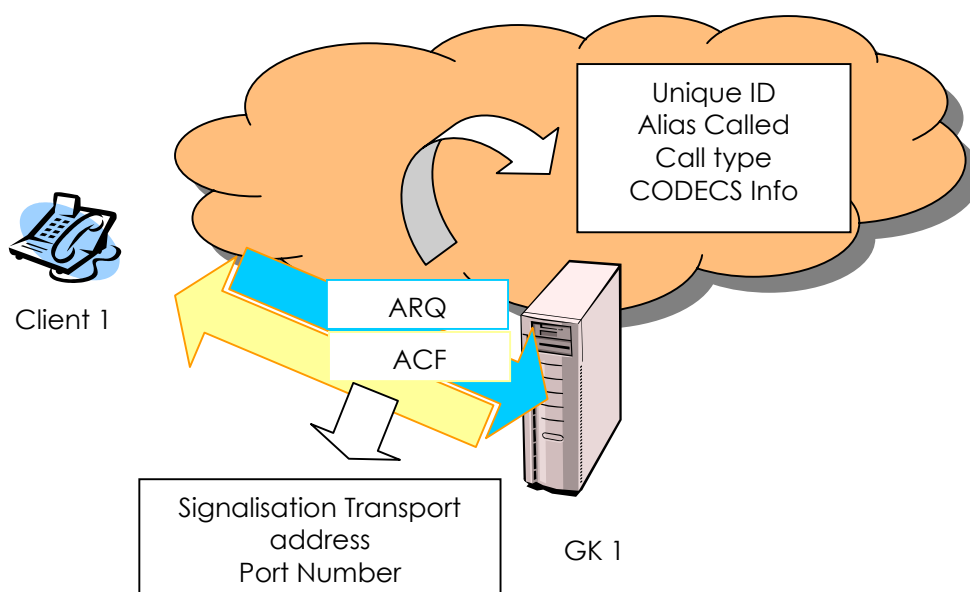 Unique ID
Alias Called
Call type
CODECS Info
Client 1
ARQ
ACF
Signalisation Transport
address
Port Number
GK 1